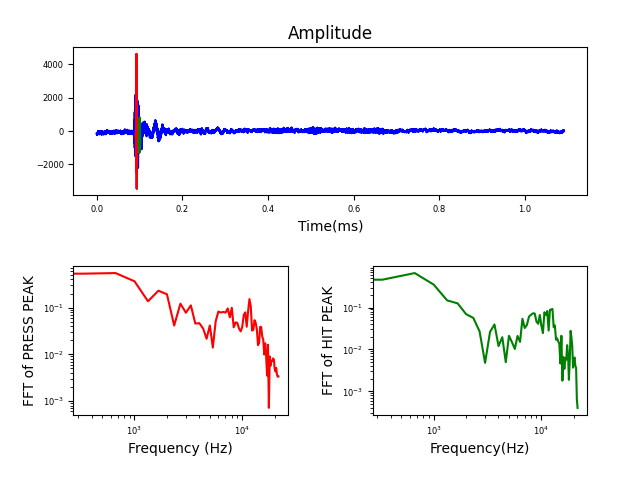 Amplitude
4000
2000
0
−2000
0.0 0.2 0.4 0.6 0.8 1.0
Time(ms)
FFT of PRESS PEAK
10⁻¹
10⁻²
10⁻³
10³ 10⁴
Frequency (Hz)
FFT of HIT PEAK
10⁻¹
10⁻²
10⁻³
10³ 10⁴
Frequency(Hz)